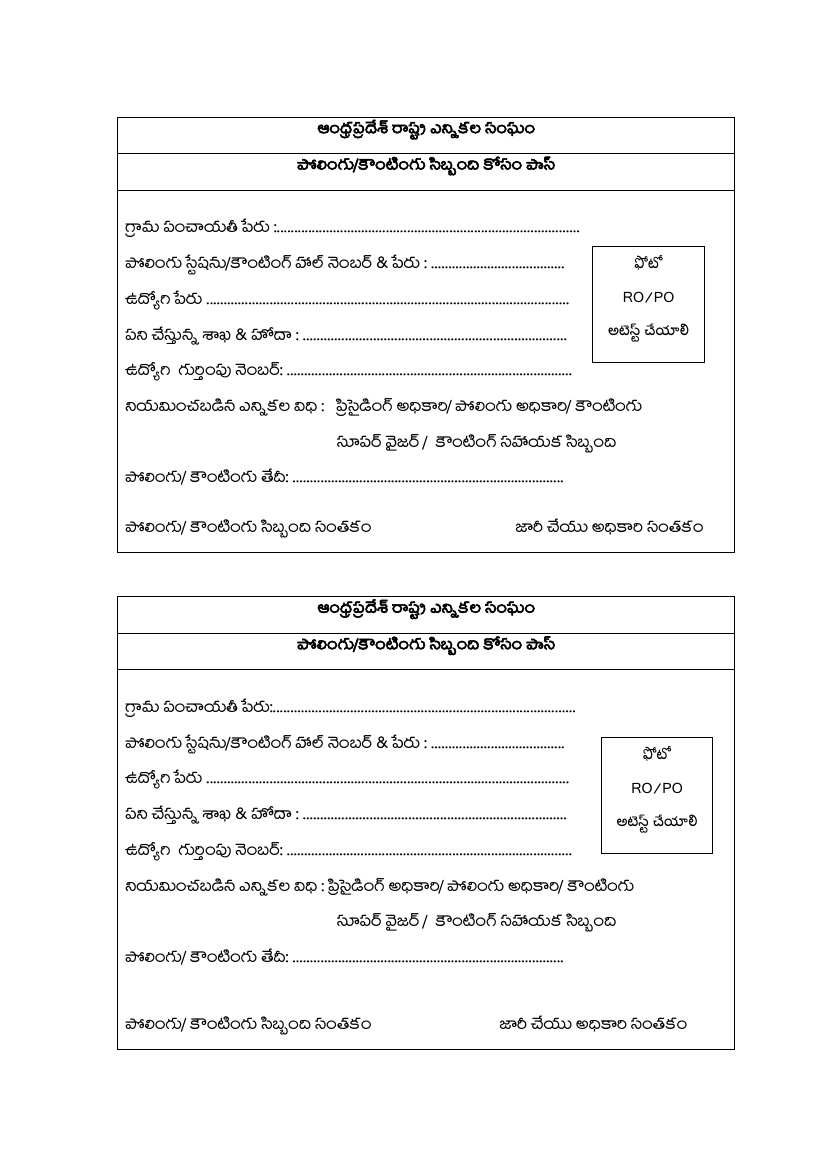 ఆంధ్రప్రదేశ్ రాష్ట్ర ఎన్నికల సంఘం
పోలింగు/కౌంటింగు సిబ్బంది కోసం పాస్
గ్రామ పంచాయతీ పేరు :......................................................................................
పోలింగు స్టేషను/కౌంటింగ్ హాల్ నెంబర్ & పేరు : ......................................
ఫోటో
ఉద్యోగి పేరు .......................................................................................................
RO/PO
పని చేస్తున్న శాఖ & హోదా : ...........................................................................
అటెస్ట్ చేయాలి
ఉద్యోగి  గుర్తింపు నెంబర్: .................................................................................
నియమించబడిన ఎన్నికల విధి :   ప్రిసైడింగ్ అధికారి/ పోలింగు అధికారి/ కౌంటింగు
సూపర్ వైజర్ /  కౌంటింగ్ సహాయక సిబ్బంది
పోలింగు/ కౌంటింగు తేదీ: .............................................................................
పోలింగు/ కౌంటింగు సిబ్బంది సంతకం జారీ చేయు అధికారి సంతకం
ఆంధ్రప్రదేశ్ రాష్ట్ర ఎన్నికల సంఘం
పోలింగు/కౌంటింగు సిబ్బంది కోసం పాస్
గ్రామ పంచాయతీ పేరు:......................................................................................
పోలింగు స్టేషను/కౌంటింగ్ హాల్ నెంబర్ & పేరు : ......................................
ఫోటో
ఉద్యోగి పేరు .......................................................................................................
RO/PO
పని చేస్తున్న శాఖ & హోదా : ...........................................................................
అటెస్ట్ చేయాలి
ఉద్యోగి  గుర్తింపు నెంబర్: .................................................................................
నియమించబడిన ఎన్నికల విధి : ప్రిసైడింగ్ అధికారి/ పోలింగు అధికారి/ కౌంటింగు
సూపర్ వైజర్ /  కౌంటింగ్ సహాయక సిబ్బంది
పోలింగు/ కౌంటింగు తేదీ: .............................................................................
పోలింగు/ కౌంటింగు సిబ్బంది సంతకం జారీ చేయు అధికారి సంతకం